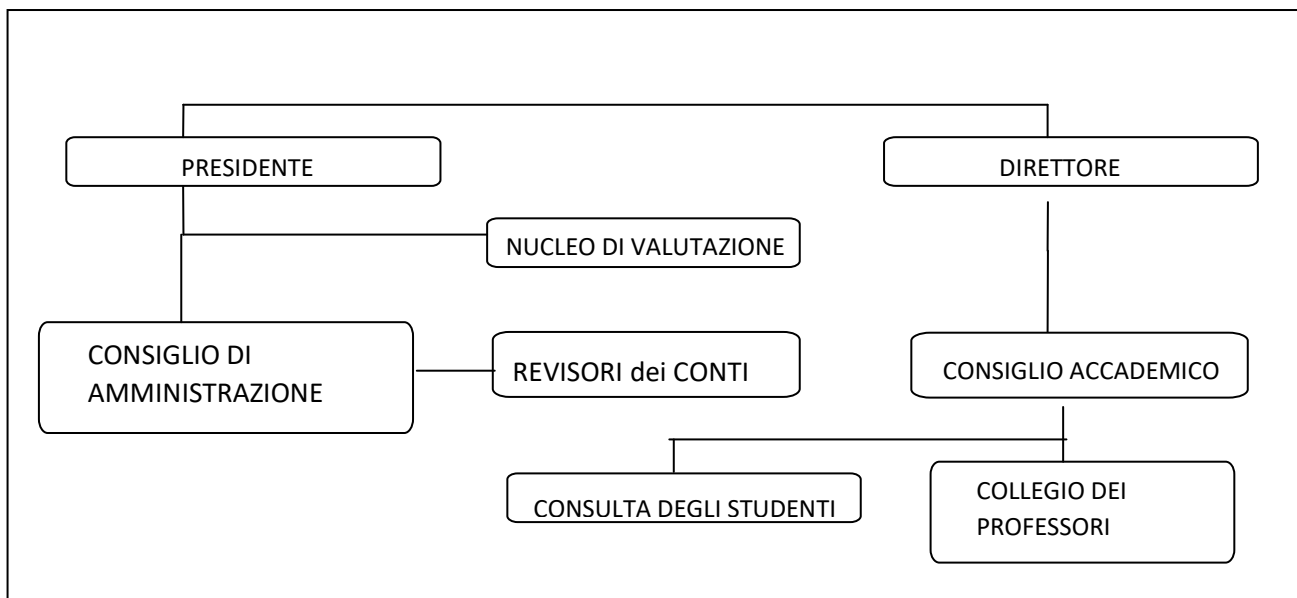 PRESIDENTE
DIRETTORE
NUCLEO DI VALUTAZIONE
CONSIGLIO DI
AMMINISTRAZIONE
REVISORI dei CONTI
CONSIGLIO ACCADEMICO
CONSULTA DEGLI STUDENTI
COLLEGIO DEI
PROFESSORI